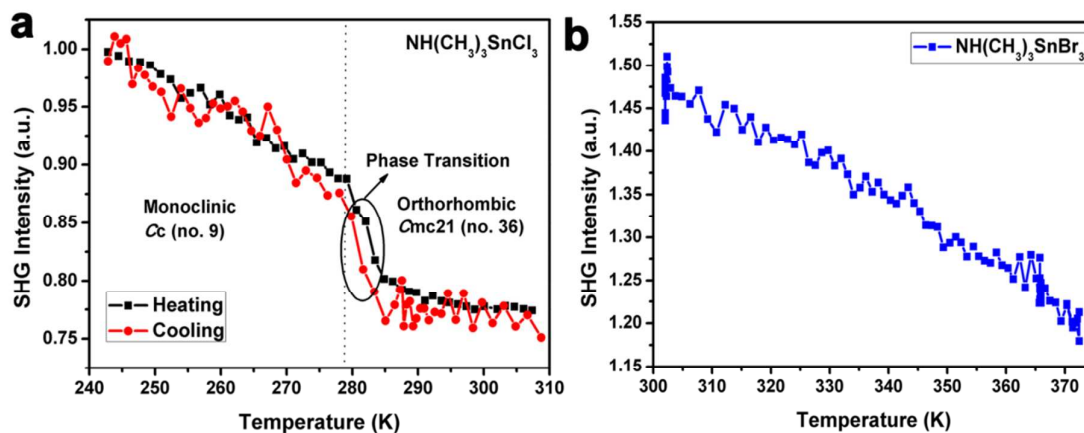 a
NH(CH3)3SnCl3
1.00
0.95
0.90
0.85
0.80
0.75
SHG Intensity (a.u.)
Phase Transition
Monoclinic
Cc (no. 9)
Orthorhombic
Cmc21 (no. 36)
Heating
Cooling
240 250 260 270 280 290 300 310
Temperature (K)
b
NH(CH3)3SnBr3
1.55
1.50
1.45
1.40
1.35
1.30
1.25
1.20
1.15
SHG Intensity (a.u.)
300 310 320 330 340 350 360 370
Temperature (K)